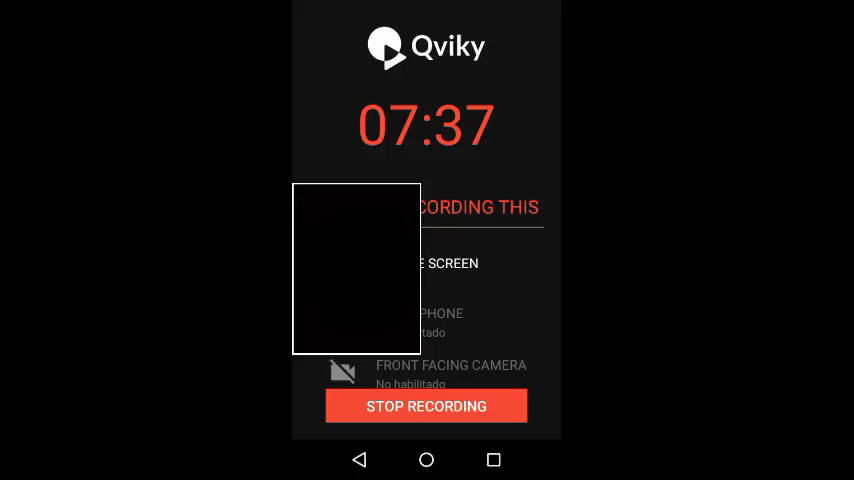 Qviky
07:37
CORDING THIS
E SCREEN
PHONE
tado
FRONT FACING CAMERA
No habilitado
STOP RECORDING